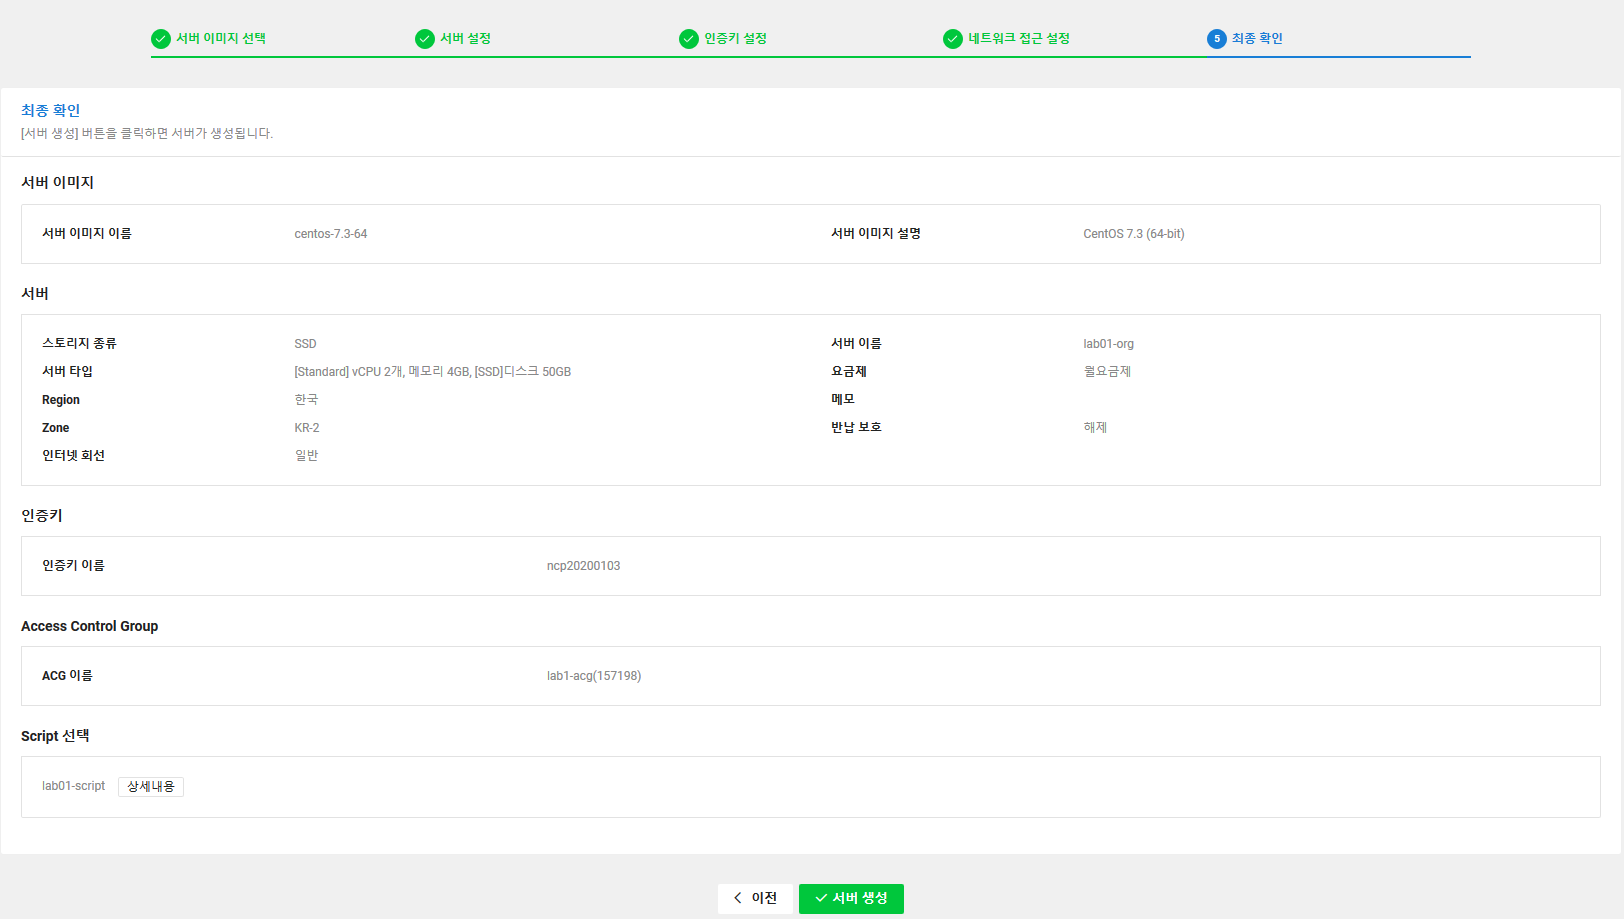 서버 이미지 선택 서버 설정 인증키 설정 네트워크 접근 설정 5 최종 확인
최종 확인
[서버 생성] 버튼을 클릭하면 서버가 생성됩니다.
서버 이미지
서버 이미지 이름 centos-7.3-64 서버 이미지 설명 CentOS 7.3 (64-bit)
서버
스토리지 종류 SSD 서버 이름 lab01-org
서버 타입 [Standard] vCPU 2개, 메모리 4GB, [SSD]디스크 50GB 요금제 월요금제
Region 한국 메모
Zone KR-2 반납 보호 해제
인터넷 회선 일반
인증키
인증키 이름 ncp20200103
Access Control Group
ACG 이름 lab1-acg(157198)
Script 선택
lab01-script 상세내용
이전 서버 생성